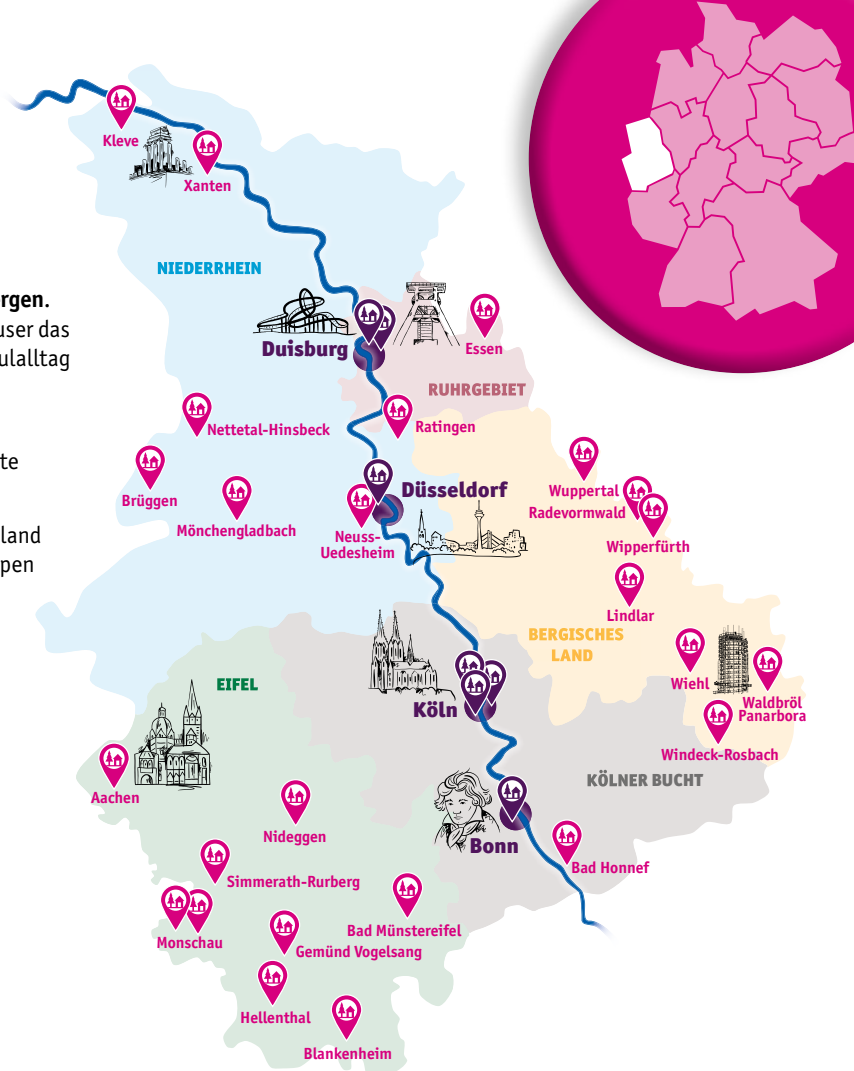 Kleve
Xanten
NIEDERRHEIN
rgen.
user das
ulalltag
Duisburg
Essen
RUHRGEBIET
Nettetal-Hinsbeck
Ratingen
te
Brüggen
Mönchengladbach
Düsseldorf
Wuppertal
Radevormwald
land
pen
Neuss-
Uedesheim
Wipperfürth
Lindlar
BERGISCHES
LAND
EIFEL
Wiehl
Köln
Waldbröl
Panarbora
Windeck-Rosbach
KÖLNER BUCHT
Aachen
Nideggen
Bonn
Bad Honnef
Simmerath-Rurberg
Monschau
Bad Münstereifel
Gemünd Vogelsang
Hellenthal
Blankenheim